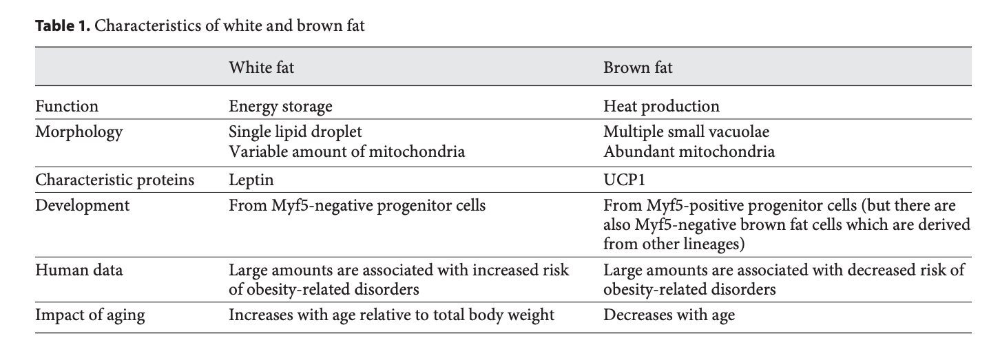 Table 1. Characteristics of white and brown fat
White fat Brown fat
Function Energy storage Heat production
Morphology Single lipid droplet Multiple small vacuolae
Variable amount of mitochondria Abundant mitochondria
Characteristic proteins Leptin UCP1
Development From Myf5-negative progenitor cells From Myf5-positive progenitor cells (but there are
also Myf5-negative brown fat cells which are derived
from other lineages)
Human data Large amounts are associated with increased risk Large amounts are associated with decreased risk of
of obesity-related disorders obesity-related disorders
Impact of aging Increases with age relative to total body weight Decreases with age